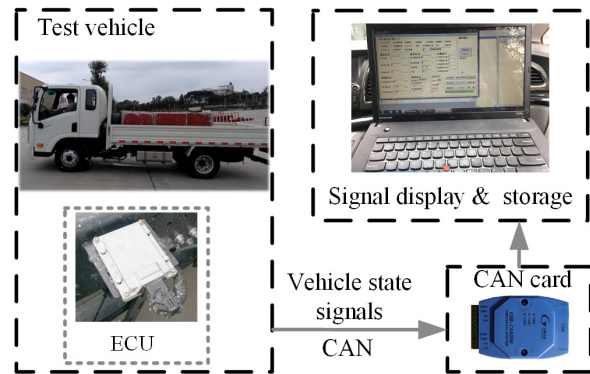 Test vehicle
ECU
Vehicle state
signals
CAN
Signal display & storage
CAN card